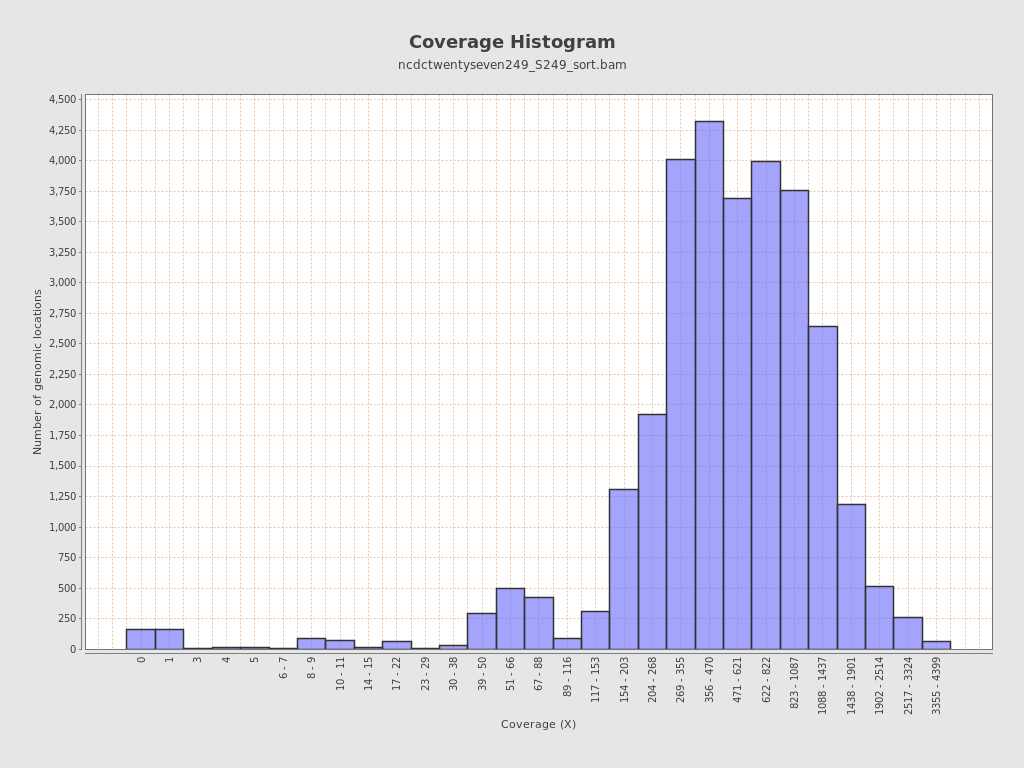 Coverage Histogram
ncdctwentyseven249_S249_sort.bam
Number of genomic locations
4,500
4,250
4,000
3,750
3,500
3,250
3,000
2,750
2,500
2,250
2,000
1,750
1,500
1,250
1,000
750
500
250
0
0
1
3
4
5
6 - 7
8 - 9
10 - 11
14 - 15
17 - 22
23 - 29
30 - 38
39 - 50
51 - 66
67 - 88
89 - 116
117 - 153
154 - 203
204 - 268
269 - 355
356 - 470
471 - 621
622 - 822
823 - 1087
1088 - 1437
1438 - 1901
1902 - 2514
2517 - 3324
3355 - 4399
Coverage (X)